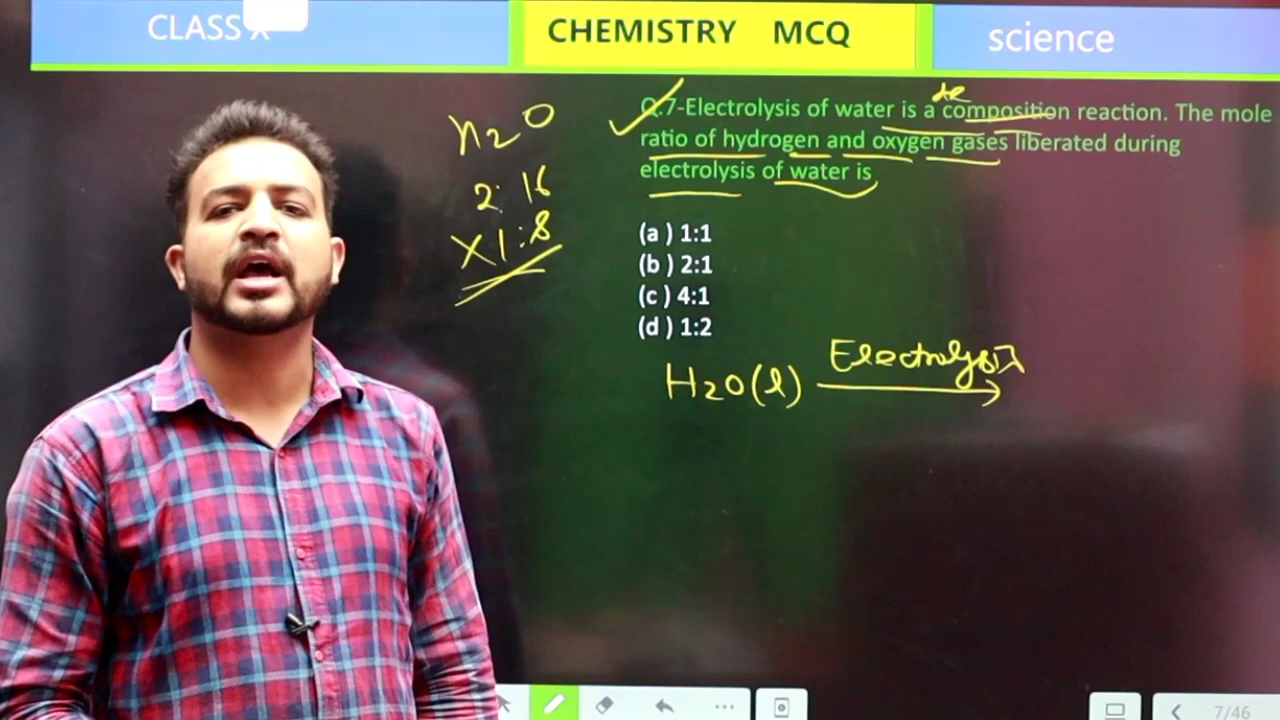 CLASS X
CHEMISTRY MCQ
science
de
Q.7-Electrolysis of water is a composition reaction. The mole
ratio of hydrogen and oxygen gases liberated during
electrolysis of water is
(a ) 1:1
(b ) 2:1
(c ) 4:1
(d ) 1:2
H2O
2:16
X 1:8
H2O(l) Electrolysis
7/46